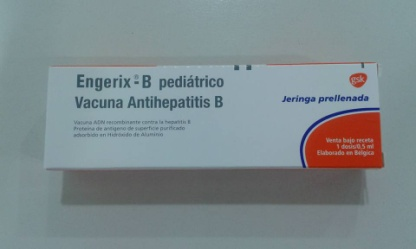 Engerix®-B pediátrico
Vacuna Antihepatitis B
Vacuna ADN recombinante contra la hepatitis B
Proteína de antígeno de superficie purificado
adsorbido en Hidróxido de Aluminio
gsk
Jeringa prellenada
Venta bajo receta
1 dosis/0,5 ml
Elaborado en Bélgica